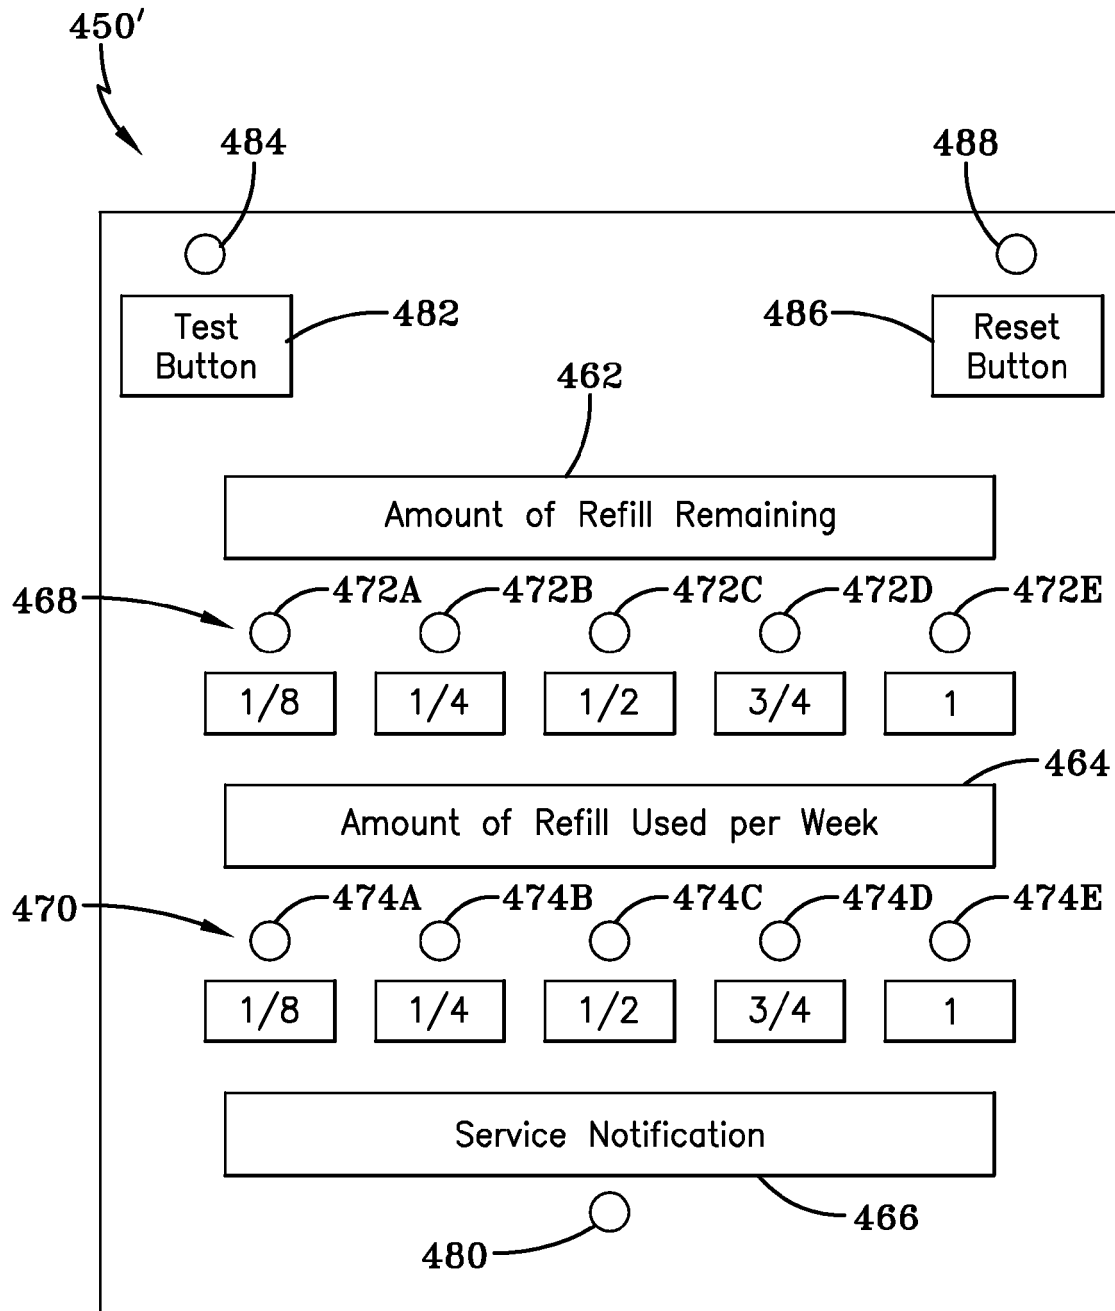 450'
484
488
Test
Button
482
486
Reset
Button
462
Amount of Refill Remaining
468
472A 472B 472C 472D 472E
1/8 1/4 1/2 3/4 1
464
Amount of Refill Used per Week
470
474A 474B 474C 474D 474E
1/8 1/4 1/2 3/4 1
Service Notification
466
480